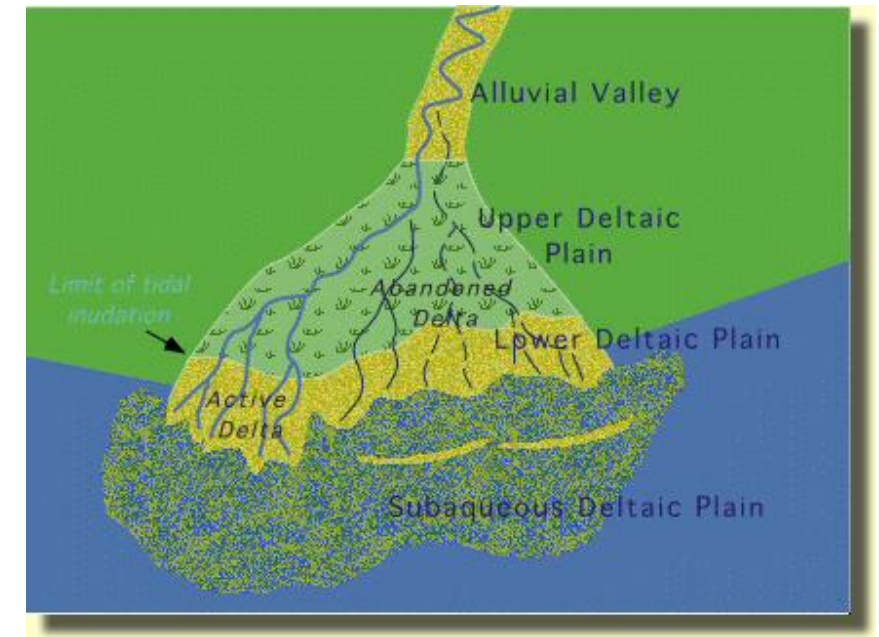 Alluvial Valley
Upper Deltaic
Plain
Limit of tidal
inudation
Abandoned
Delta
Lower Deltaic Plain
Active
Delta
Subaqueous Deltaic Plain